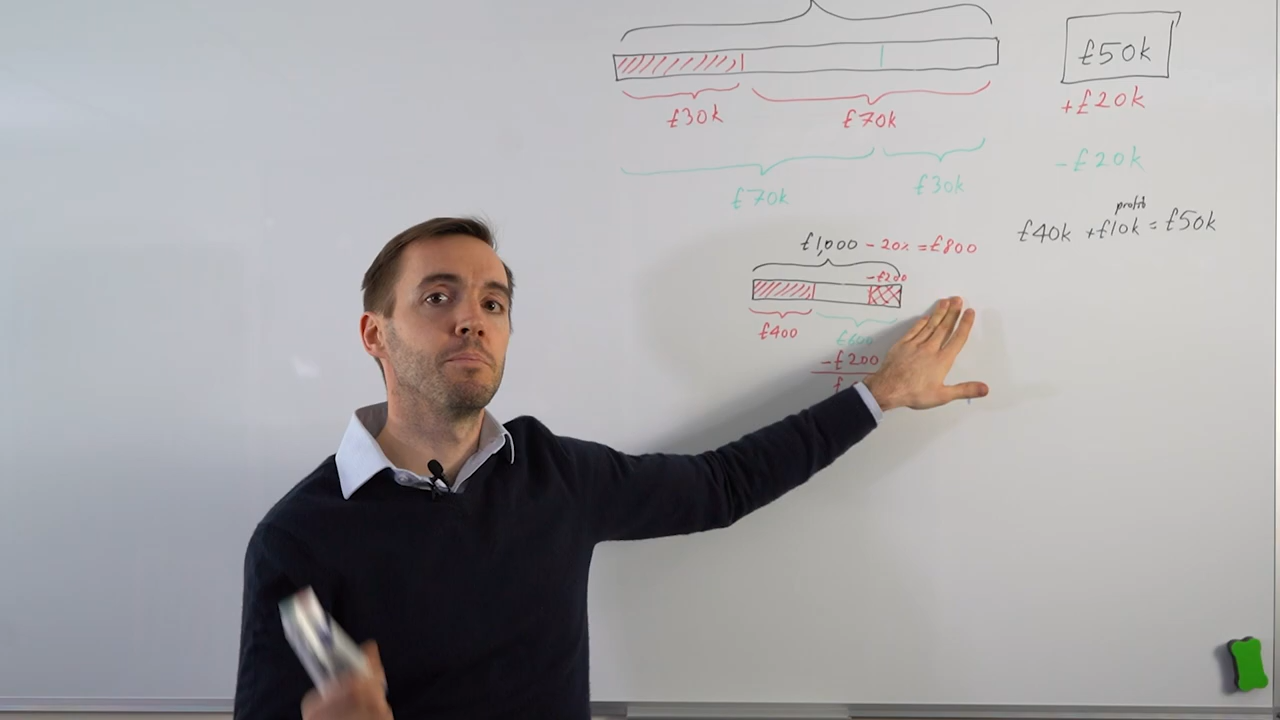 £50k
+£20k
£30k
£70k
-£20k
£70k
£30k
profit
£40k +£10k = £50k
£1,000 - 20% = £800
-£200
£400
£600
-£200
£